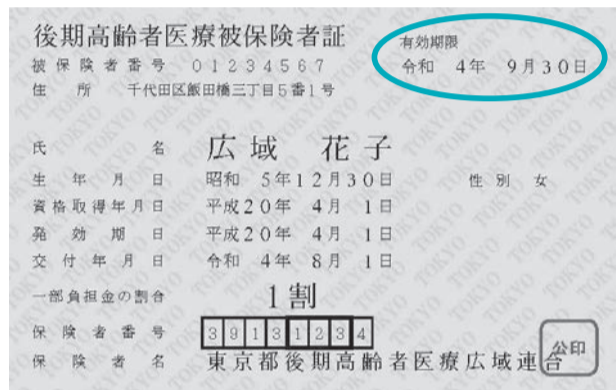 後期高齢者医療被保険者証
有効期限
令和 4年 9月30日
被保険者番号 01234567
住所 千代田区飯田橋三丁目5番1号
氏名 広域 花子
生年月日 昭和 5年12月30日 性別 女
資格取得年月日 平成20年 4月 1日
発効期日 平成20年 4月 1日
交付年月日 令和 4年 8月 1日
一部負担金の割合 1割
保険者番号 39131234
保険者名 東京都後期高齢者医療広域連合
公印
TOKYO